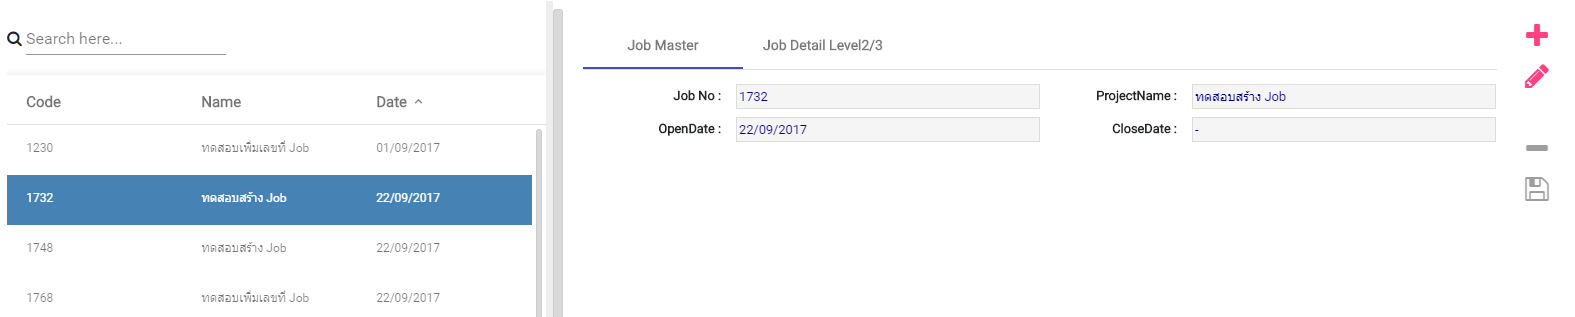 Search here...
Code Name Date
1230 ทดสอบเพิ่มเลขที่ Job 01/09/2017
1732 ทดสอบสร้าง Job 22/09/2017
1748 ทดสอบสร้าง Job 22/09/2017
1768 ทดสอบเพิ่มเลขที่ Job 22/09/2017
Job Master Job Detail Level2/3
Job No : 1732 ProjectName : ทดสอบสร้าง Job
OpenDate : 22/09/2017 CloseDate : -